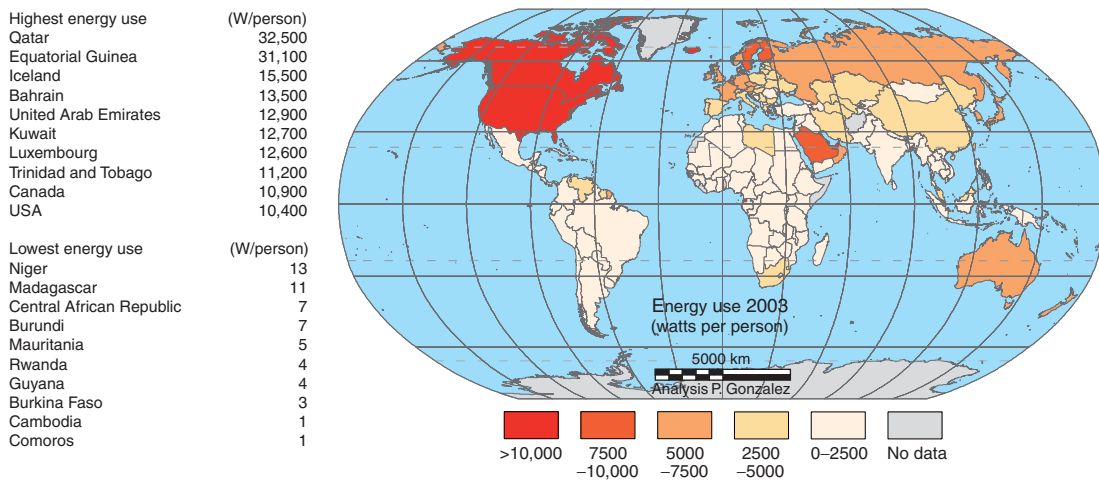 Highest energy use (W/person)
Qatar 32,500
Equatorial Guinea 31,100
Iceland 15,500
Bahrain 13,500
United Arab Emirates 12,900
Kuwait 12,700
Luxembourg 12,600
Trinidad and Tobago 11,200
Canada 10,900
USA 10,400
Lowest energy use (W/person)
Niger 13
Madagascar 11
Central African Republic 7
Burundi 7
Mauritania 5
Rwanda 4
Guyana 4
Burkina Faso 3
Cambodia 1
Comoros 1
Energy use 2003
(watts per person)
5000 km
Analysis P. Gonzalez
>10,000 7500 5000 2500 0–2500 No data
–10,000 –7500 –5000